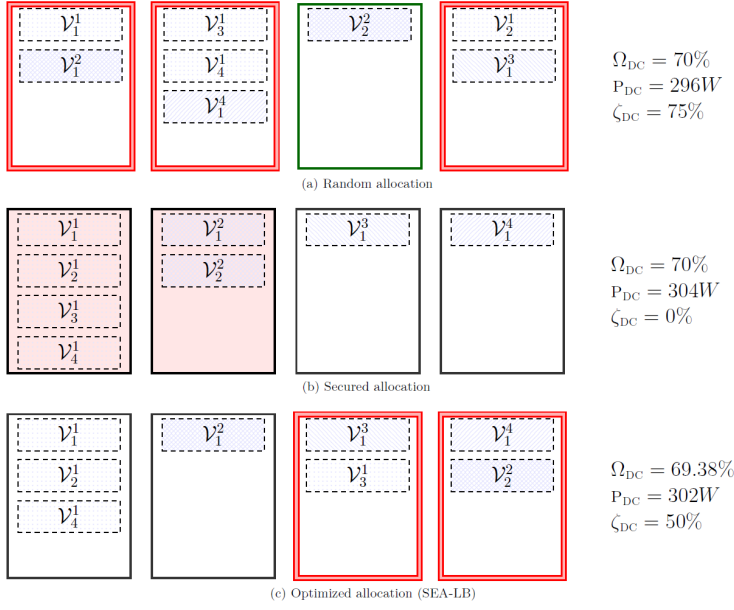 𝒱₁¹ 𝒱₃¹ 𝒱₂² 𝒱₂¹
𝒱₁² 𝒱₄¹ 𝒱₁³
𝒱₁⁴
Ω_DC = 70%
P_DC = 296W
ζ_DC = 75%
(a) Random allocation
𝒱₁¹ 𝒱₁² 𝒱₁³ 𝒱₁⁴
𝒱₂¹ 𝒱₂²
𝒱₃¹
𝒱₄¹
Ω_DC = 70%
P_DC = 304W
ζ_DC = 0%
(b) Secured allocation
𝒱₁¹ 𝒱₁² 𝒱₁³ 𝒱₁⁴
𝒱₂¹ 𝒱₃¹ 𝒱₂²
𝒱₄¹
Ω_DC = 69.38%
P_DC = 302W
ζ_DC = 50%
(c) Optimized allocation (SEA-LB)